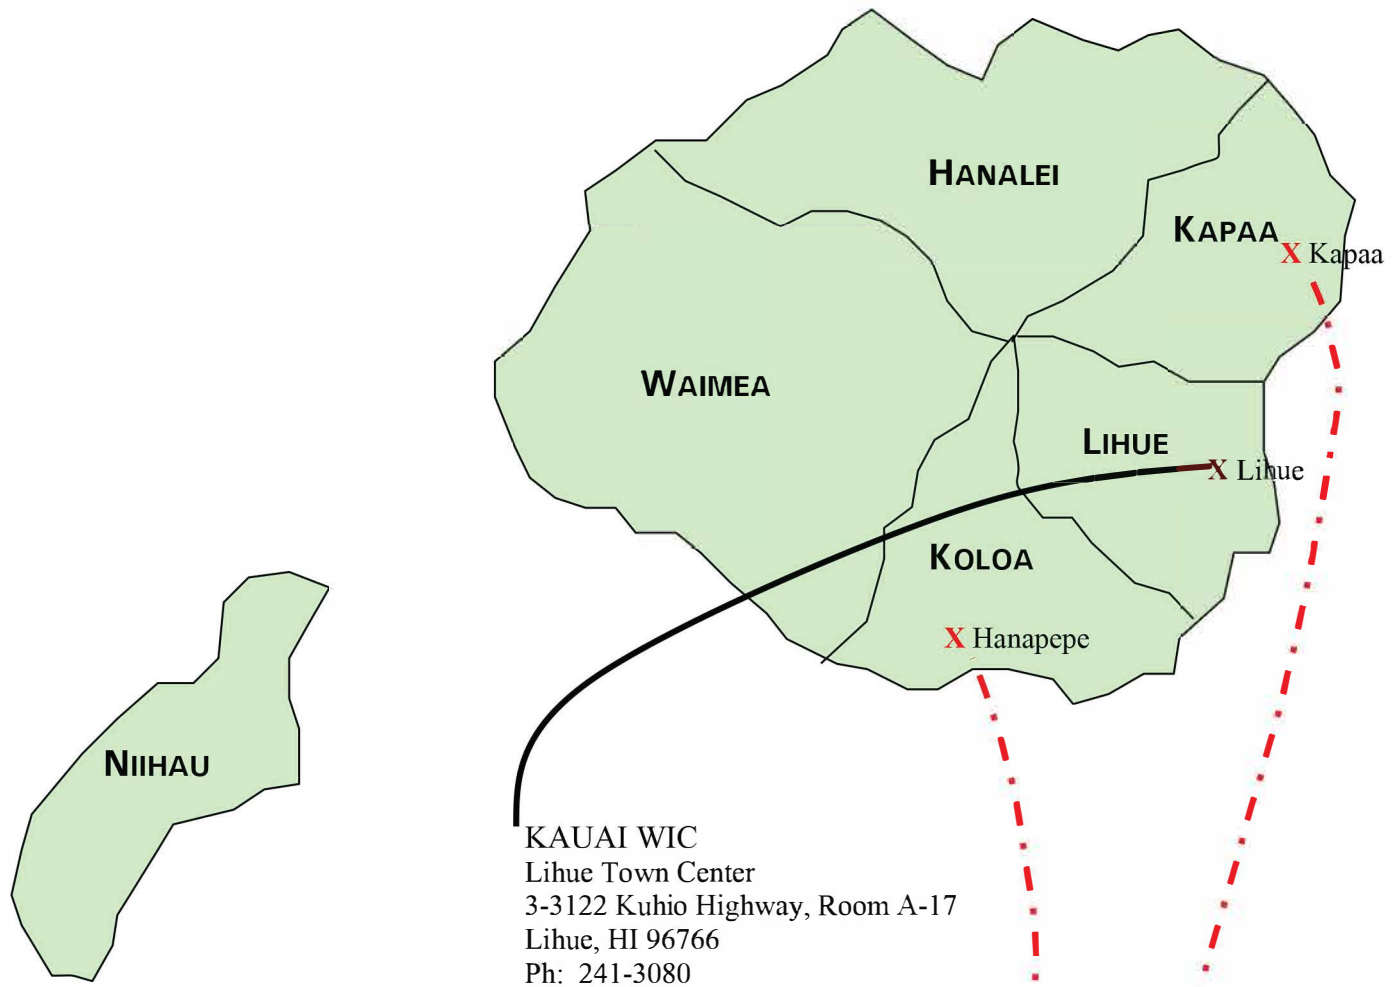 HANALEI
KAPAA
X Kapaa
WAIMEA
LIHUE
X Lihue
KOLOA
X Hanapepe
NIIHAU
KAUAI WIC
Lihue Town Center
3-3122 Kuhio Highway, Room A-17
Lihue, HI 96766
Ph: 241-3080